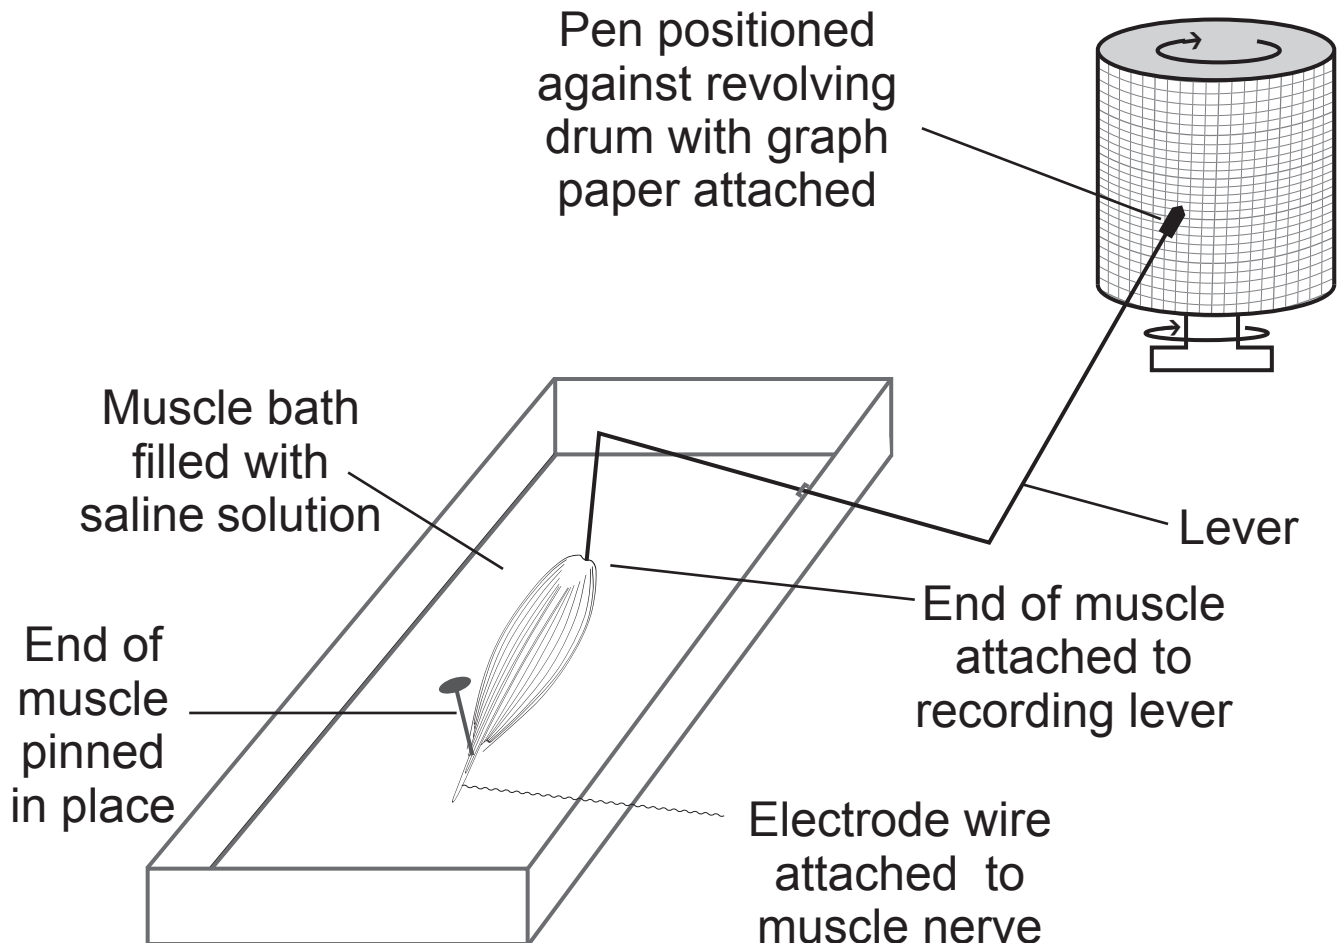 Pen positioned
against revolving
drum with graph
paper attached
Muscle bath
filled with
saline solution
Lever
End of muscle
attached to
recording lever
End of
muscle
pinned
in place
Electrode wire
attached to
muscle nerve